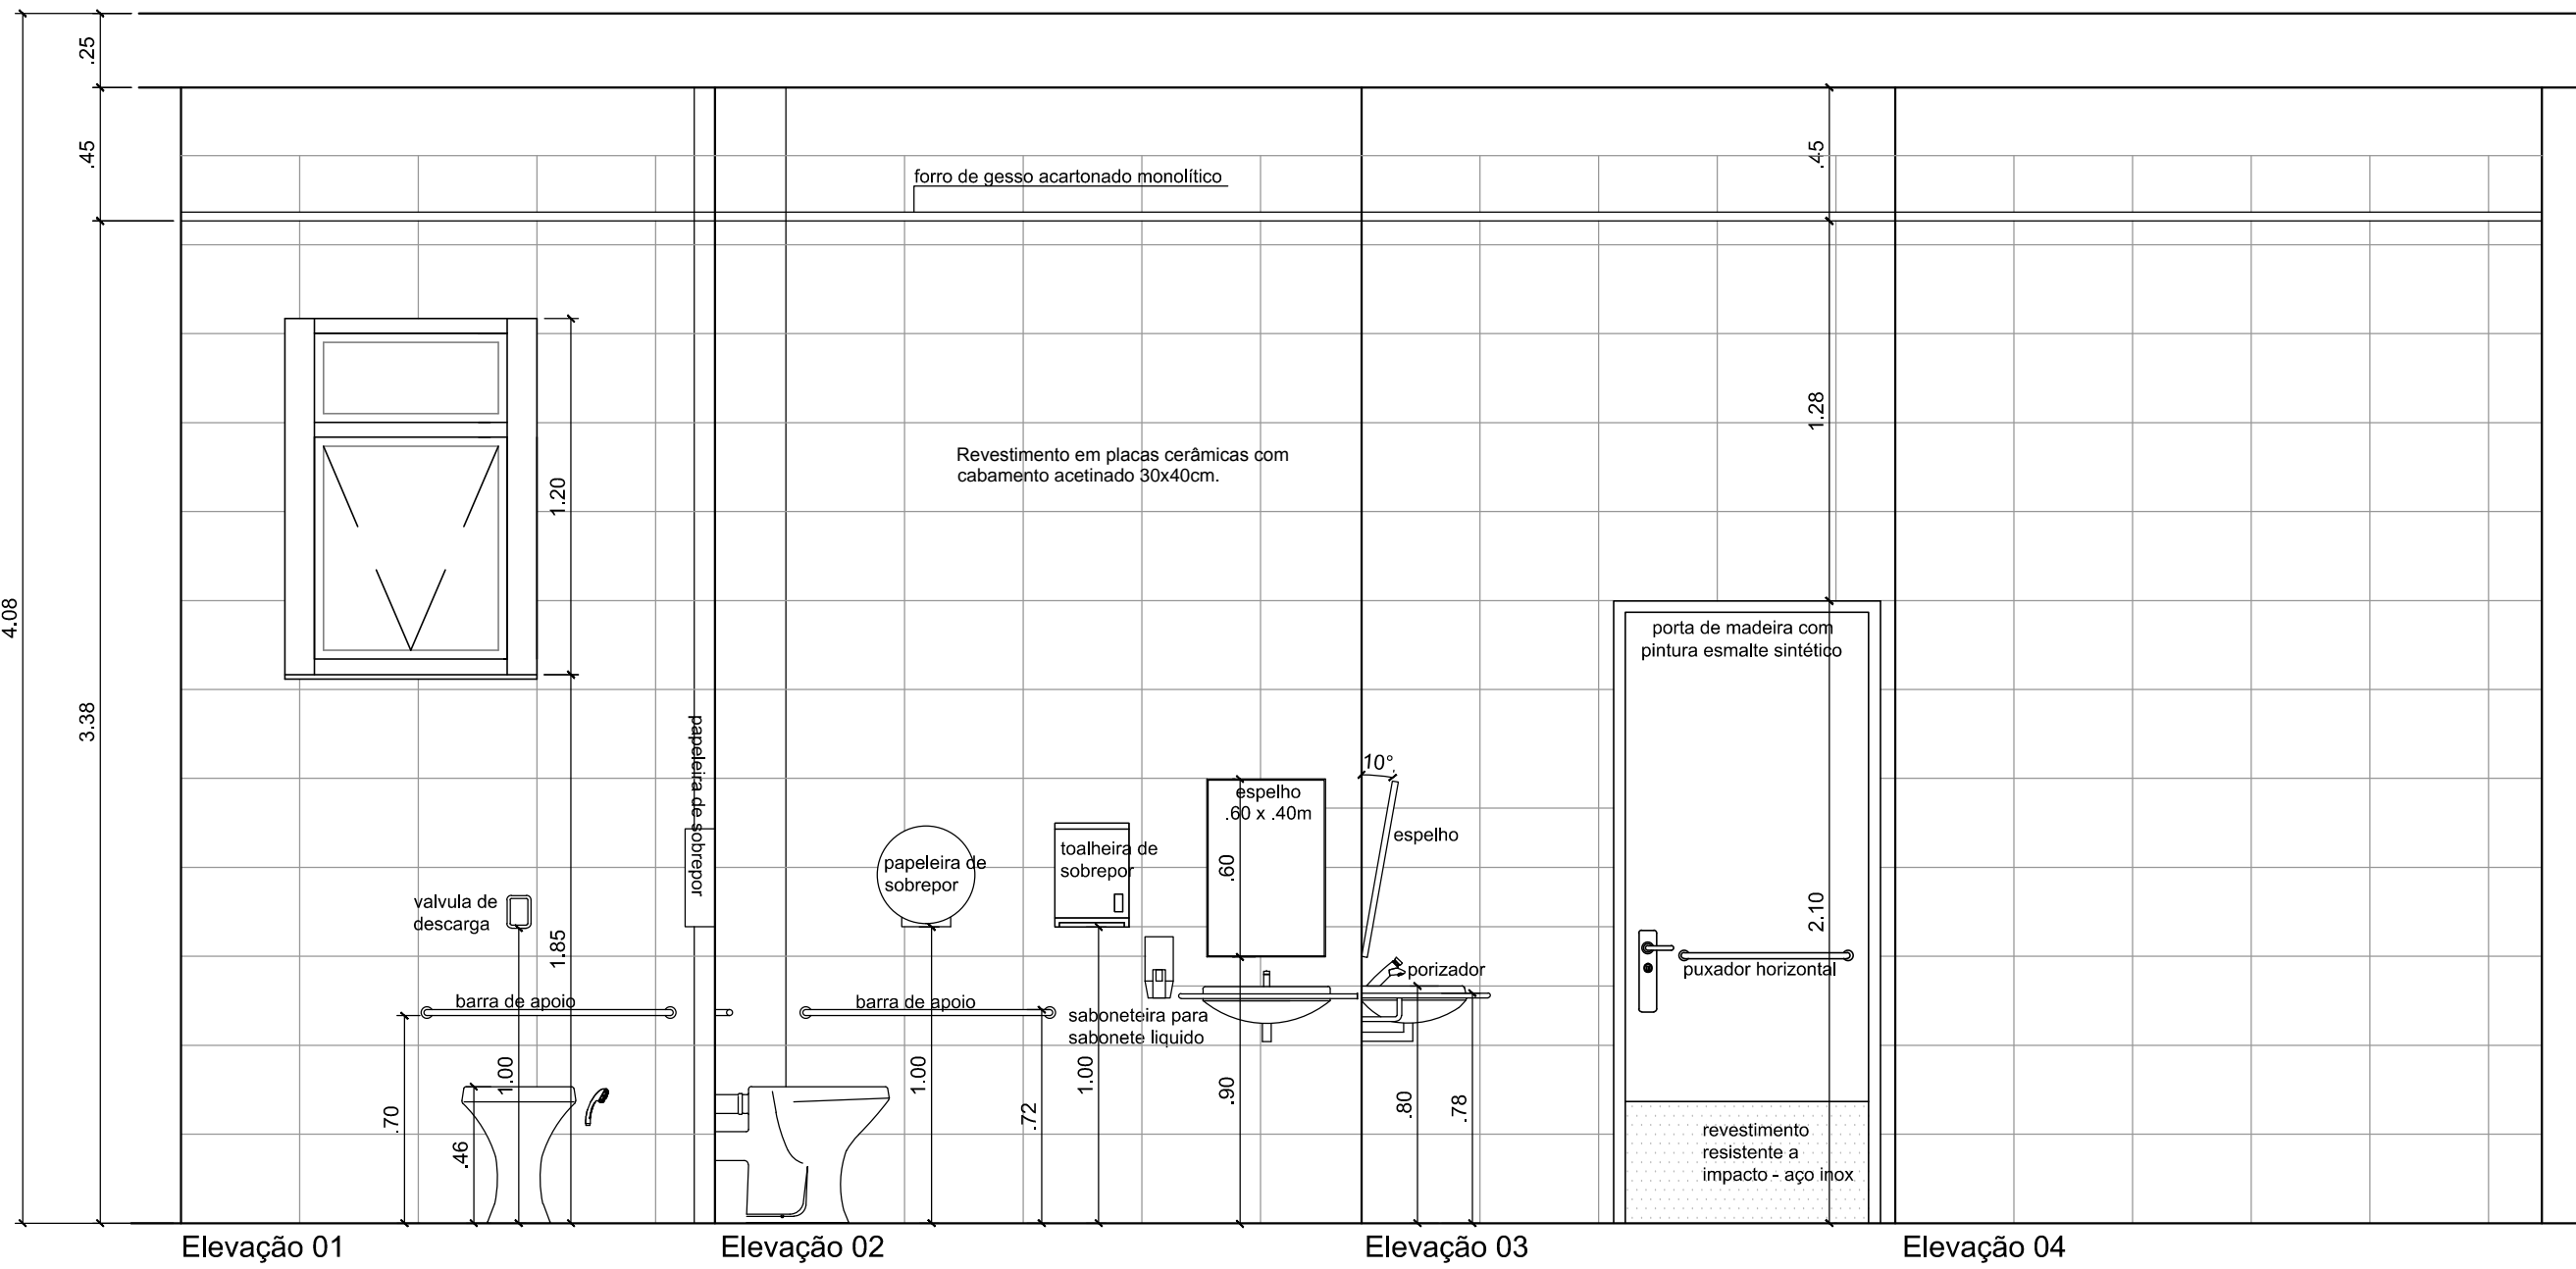 .25
.45
.45
forro de gesso acartonado monolítico
1.28
Revestimento em placas cerâmicas com
cabamento acetinado 30x40cm.
1.20
4.08
3.38
porta de madeira com
pintura esmalte sintético
papeleira de sobrepor
10°
espelho
.60 x .40m
espelho
.60
papeleira de
sobrepor
toalheira de
sobrepor
valvula de
descarga
1.85
2.10
porizador
puxador horizontal
barra de apoio
barra de apoio
saboneteira para
sabonete liquido
1.00
1.00
1.00
.90
.80
.78
.70
.72
.46
revestimento
resistente a
impacto - aço inox
Elevação 01
Elevação 02
Elevação 03
Elevação 04